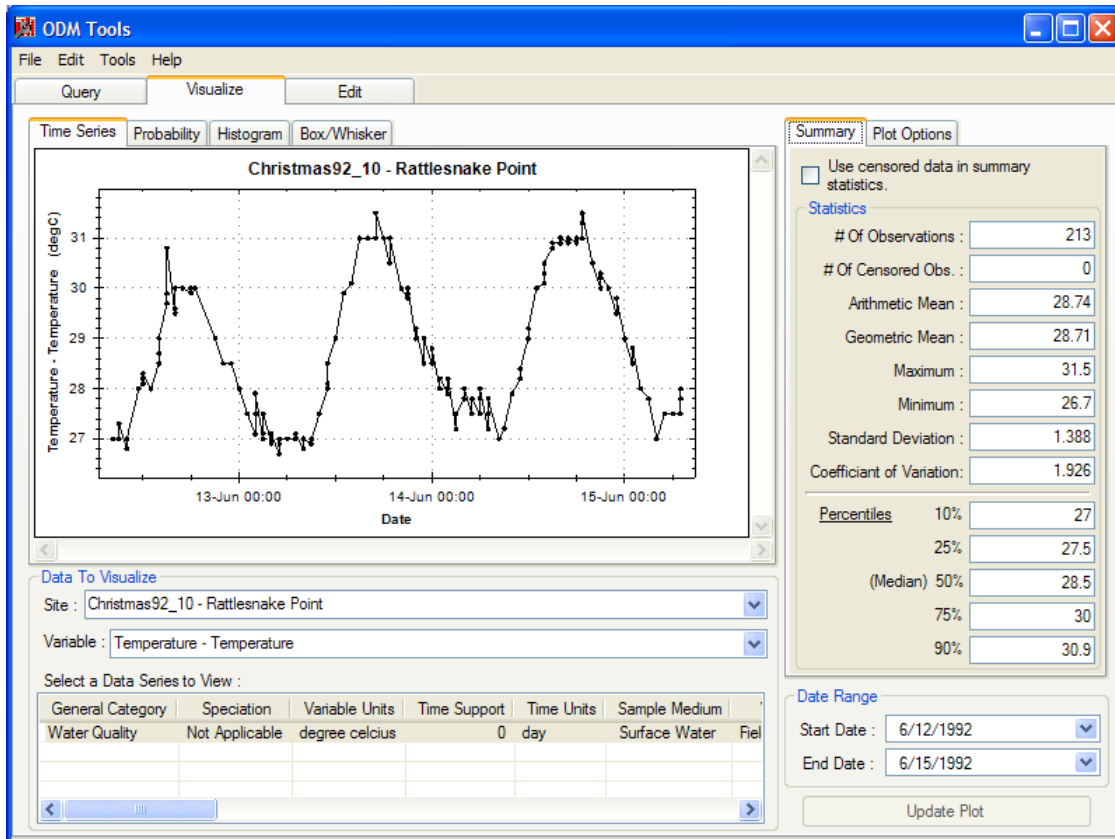 ODM Tools
File Edit Tools Help
Query Visualize Edit
Time Series Probability Histogram Box/Whisker
Christmas92_10 - Rattlesnake Point
Temperature - Temperature (degC)
31
30
29
28
27
13-Jun 00:00 14-Jun 00:00 15-Jun 00:00
Date
Data To Visualize
Site : Christmas92_10 - Rattlesnake Point
Variable : Temperature - Temperature
Select a Data Series to View :
General Category Speciation Variable Units Time Support Time Units Sample Medium
Water Quality Not Applicable degree celcius 0 day Surface Water Fiel
Summary Plot Options
Use censored data in summary
statistics.
Statistics
# Of Observations : 213
# Of Censored Obs. : 0
Arithmetic Mean : 28.74
Geometric Mean : 28.71
Maximum : 31.5
Minimum : 26.7
Standard Deviation : 1.388
Coefficiant of Variation: 1.926
Percentiles 10% 27
25% 27.5
(Median) 50% 28.5
75% 30
90% 30.9
Date Range
Start Date : 6/12/1992
End Date : 6/15/1992
Update Plot